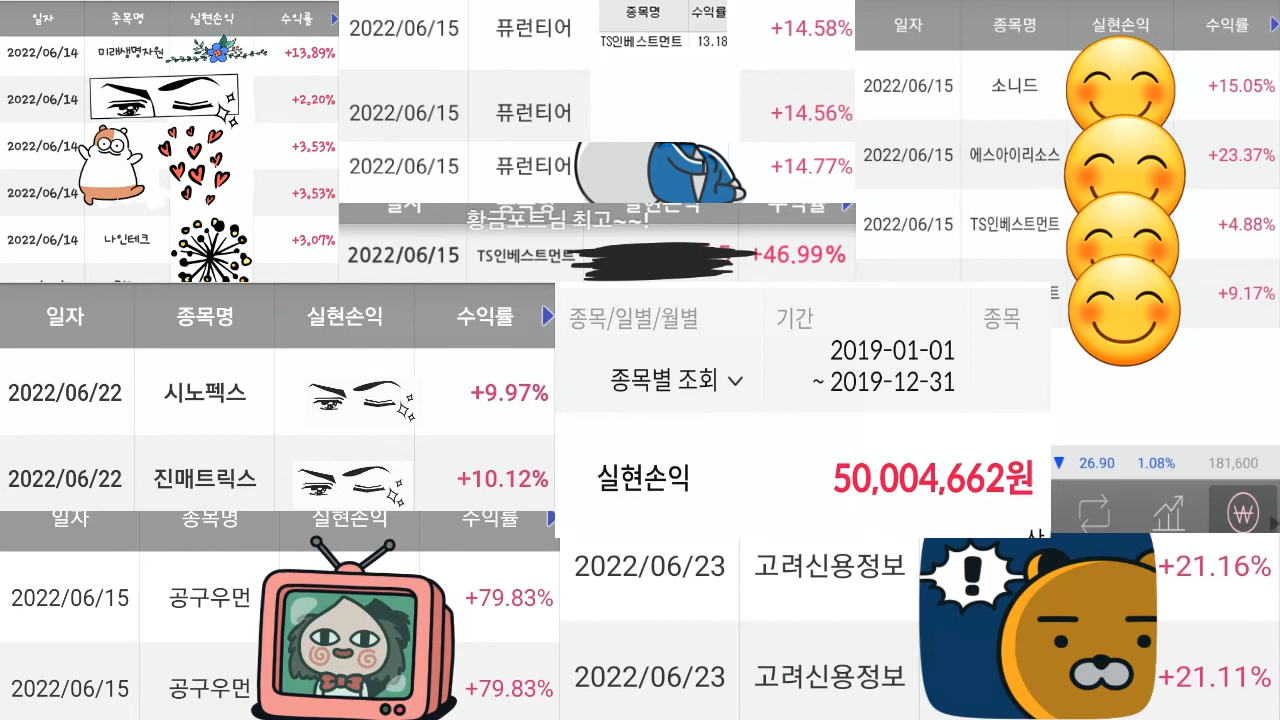 일자 종목명 실현손익 수익률
2022/06/14 미래생명자원 +13,89%
2022/06/14 +2,20%
2022/06/14 +3,53%
2022/06/14 +3,53%
2022/06/14 나인테크 +3,07%
2022/06/15 퓨런티어 +14.58%
종목명 수익률
TS인베스트먼트 13.18
2022/06/15 퓨런티어 +14.56%
2022/06/15 퓨런티어 +14.77%
황금포트님 최고~~!
일자 종목명 실현손익 수익률
2022/06/15 TS인베스트먼트 +46.99%
일자 종목명 실현손익 수익률
2022/06/15 소니드 +15.05%
2022/06/15 에스아이리소스 +23.37%
2022/06/15 TS인베스트먼트 +4.88%
트 +9.17%
일자 종목명 실현손익 수익률
2022/06/22 시노펙스 +9.97%
2022/06/22 진매트릭스 +10.12%
종목/일별/월별 기간 종목
종목별 조회 2019-01-01
~ 2019-12-31
실현손익 50,004,662원
26.90 1.08% 181,600
일자 종목명 실현손익 수익률
2022/06/15 공구우먼 +79.83%
2022/06/15 공구우먼 +79.83%
2022/06/23 고려신용정보 +21.16%
2022/06/23 고려신용정보 +21.11%